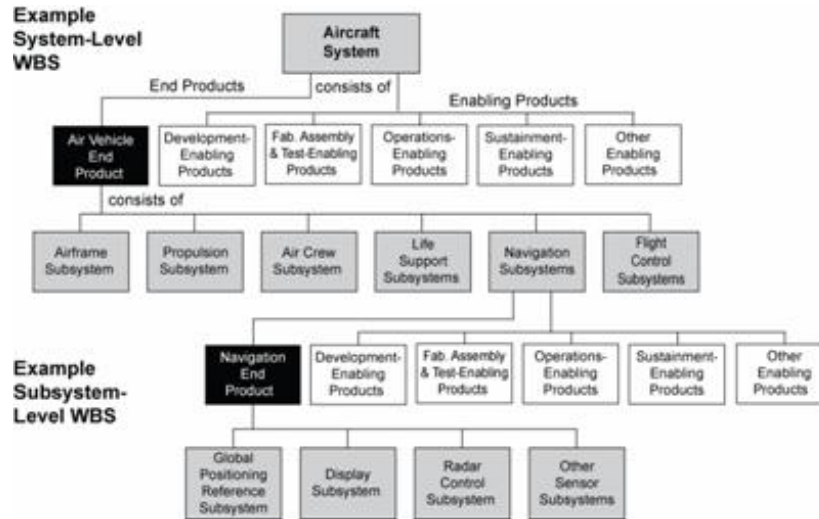 Example
System-Level
WBS
Aircraft
System
End Products
consists of
Enabling Products
Air Vehicle
End
Product
Development-
Enabling
Products
Fab. Assembly
& Test-Enabling
Products
Operations-
Enabling
Products
Sustainment-
Enabling
Products
Other
Enabling
Products
consists of
Airframe
Subsystem
Propulsion
Subsystem
Air Crew
Subsystem
Life
Support
Subsystems
Navigation
Subsystems
Flight
Control
Subsystems
Example
Subsystem-
Level WBS
Navigation
End
Product
Development-
Enabling
Products
Fab. Assembly
& Test-Enabling
Products
Operations-
Enabling
Products
Sustainment-
Enabling
Products
Other
Enabling
Products
Global
Positioning
Reference
Subsystem
Display
Subsystem
Radar
Control
Subsystem
Other
Sensor
Subsystems